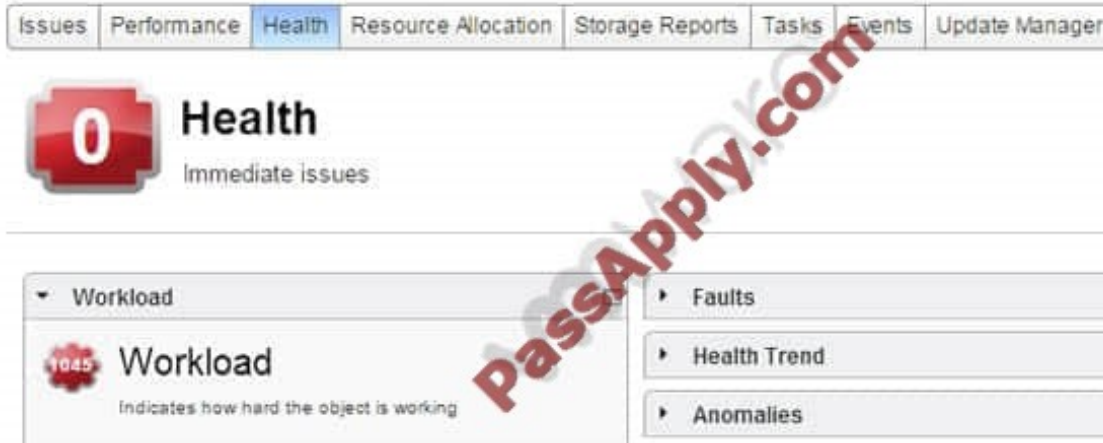 Issues Performance Health Resource Allocation Storage Reports Tasks Events Update Manager
0
Health
Immediate issues
Workload
1045
Workload
Indicates how hard the object is working
Faults
Health Trend
Anomalies
PassApply.com